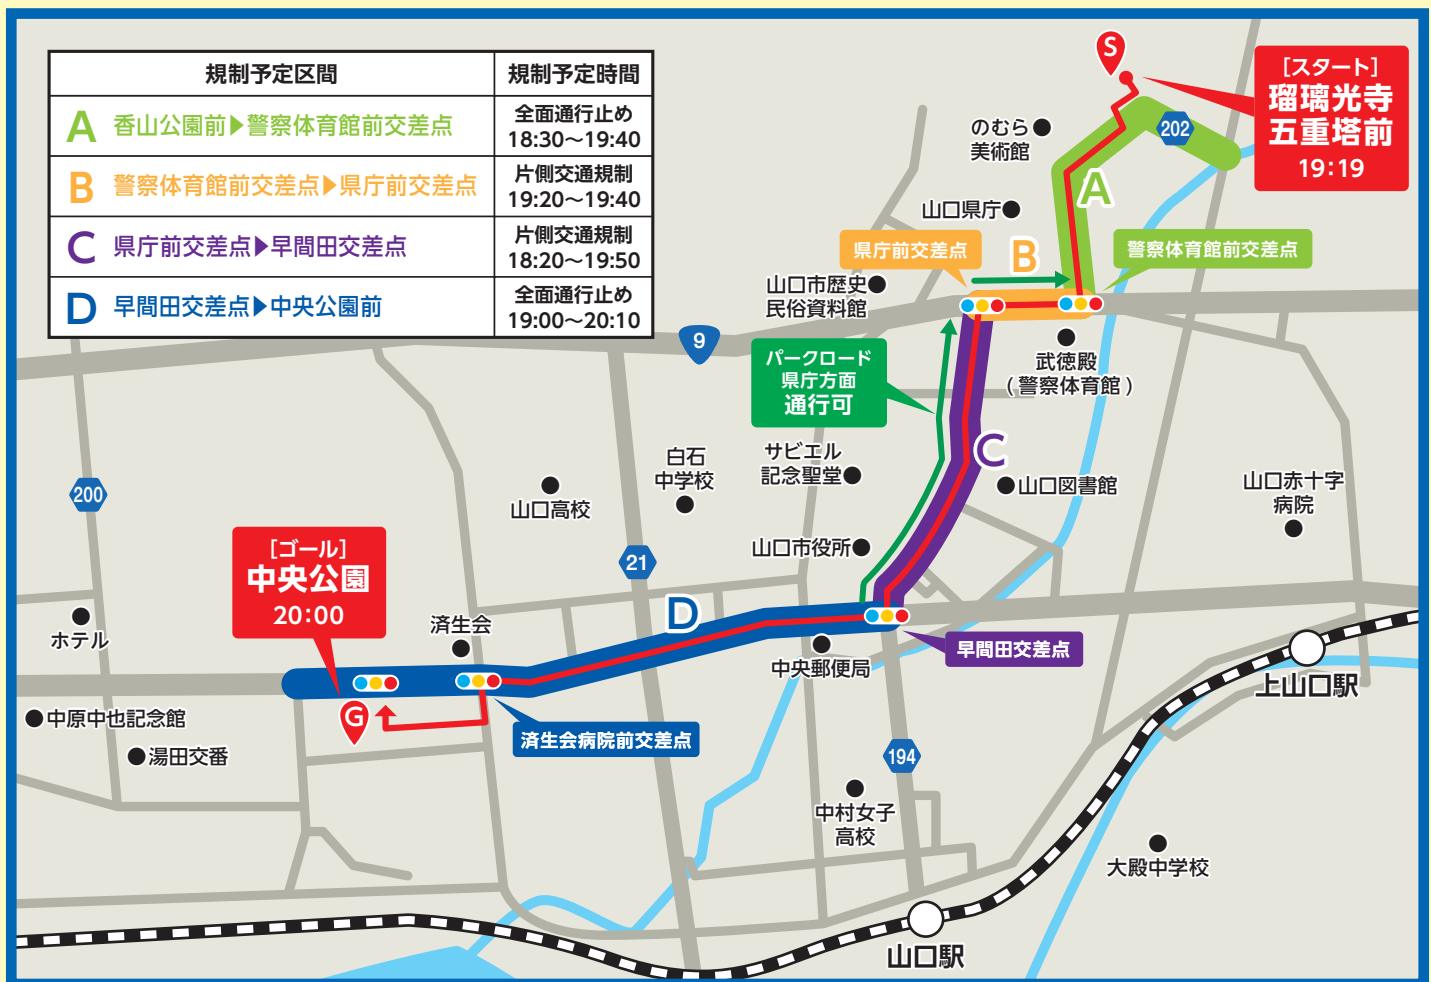 規制予定区間 規制予定時間
A 香山公園前▶警察体育館前交差点 全面通行止め
18:30〜19:40
B 警察体育館前交差点▶県庁前交差点 片側交通規制
19:20〜19:40
C 県庁前交差点▶早間田交差点 片側交通規制
18:20〜19:50
D 早間田交差点▶中央公園前 全面通行止め
19:00〜20:10
S
[スタート]
瑠璃光寺
五重塔前
19:19
202
のむら
美術館
A
山口県庁
県庁前交差点
B
警察体育館前交差点
山口市歴史
民俗資料館
9
パークロード
県庁方面
通行可
武徳殿
(警察体育館)
C
サビエル
記念聖堂
白石
中学校
山口図書館
山口赤十字
病院
200
山口高校
山口市役所
21
[ゴール]
中央公園
20:00
D
ホテル
済生会
早間田交差点
中央郵便局
上山口駅
G
中原中也記念館
済生会病院前交差点
湯田交番
194
中村女子
高校
大殿中学校
山口駅